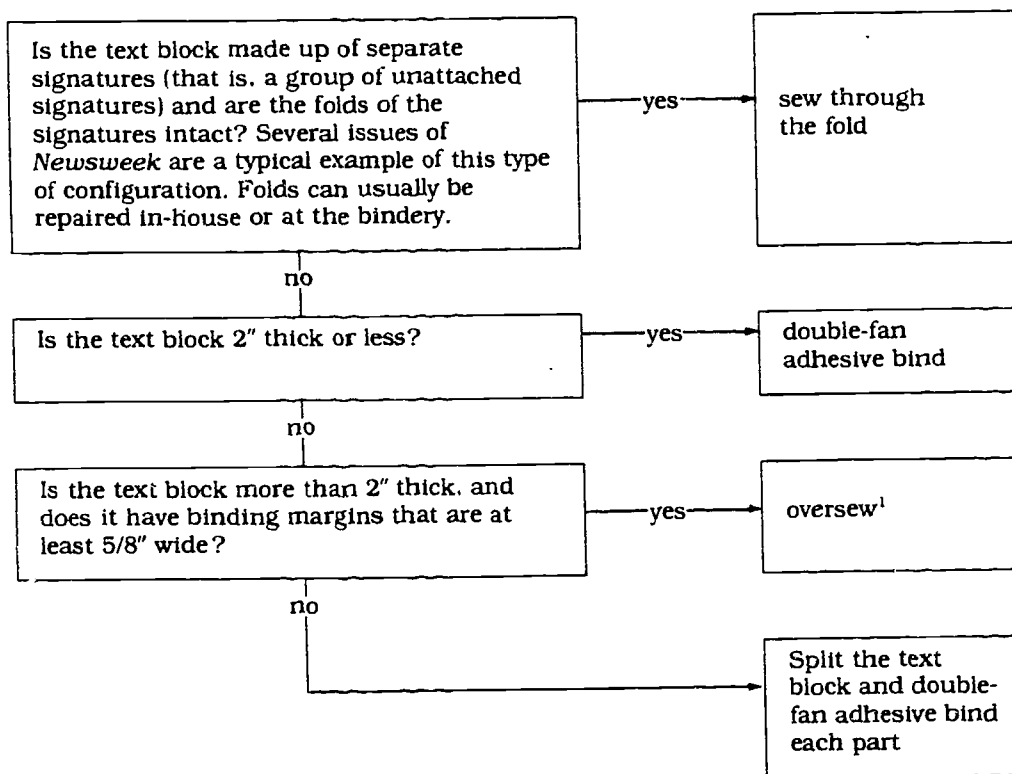 Is the text block made up of separate
signatures (that is, a group of unattached
signatures) and are the folds of the
signatures intact? Several issues of
Newsweek are a typical example of this type
of configuration. Folds can usually be
repaired in-house or at the bindery.
yes
sew through
the fold
no
Is the text block 2" thick or less?
yes
double-fan
adhesive bind
no
Is the text block more than 2" thick, and
does it have binding margins that are at
least 5/8" wide?
yes
oversew¹
no
Split the text
block and double-
fan adhesive bind
each part